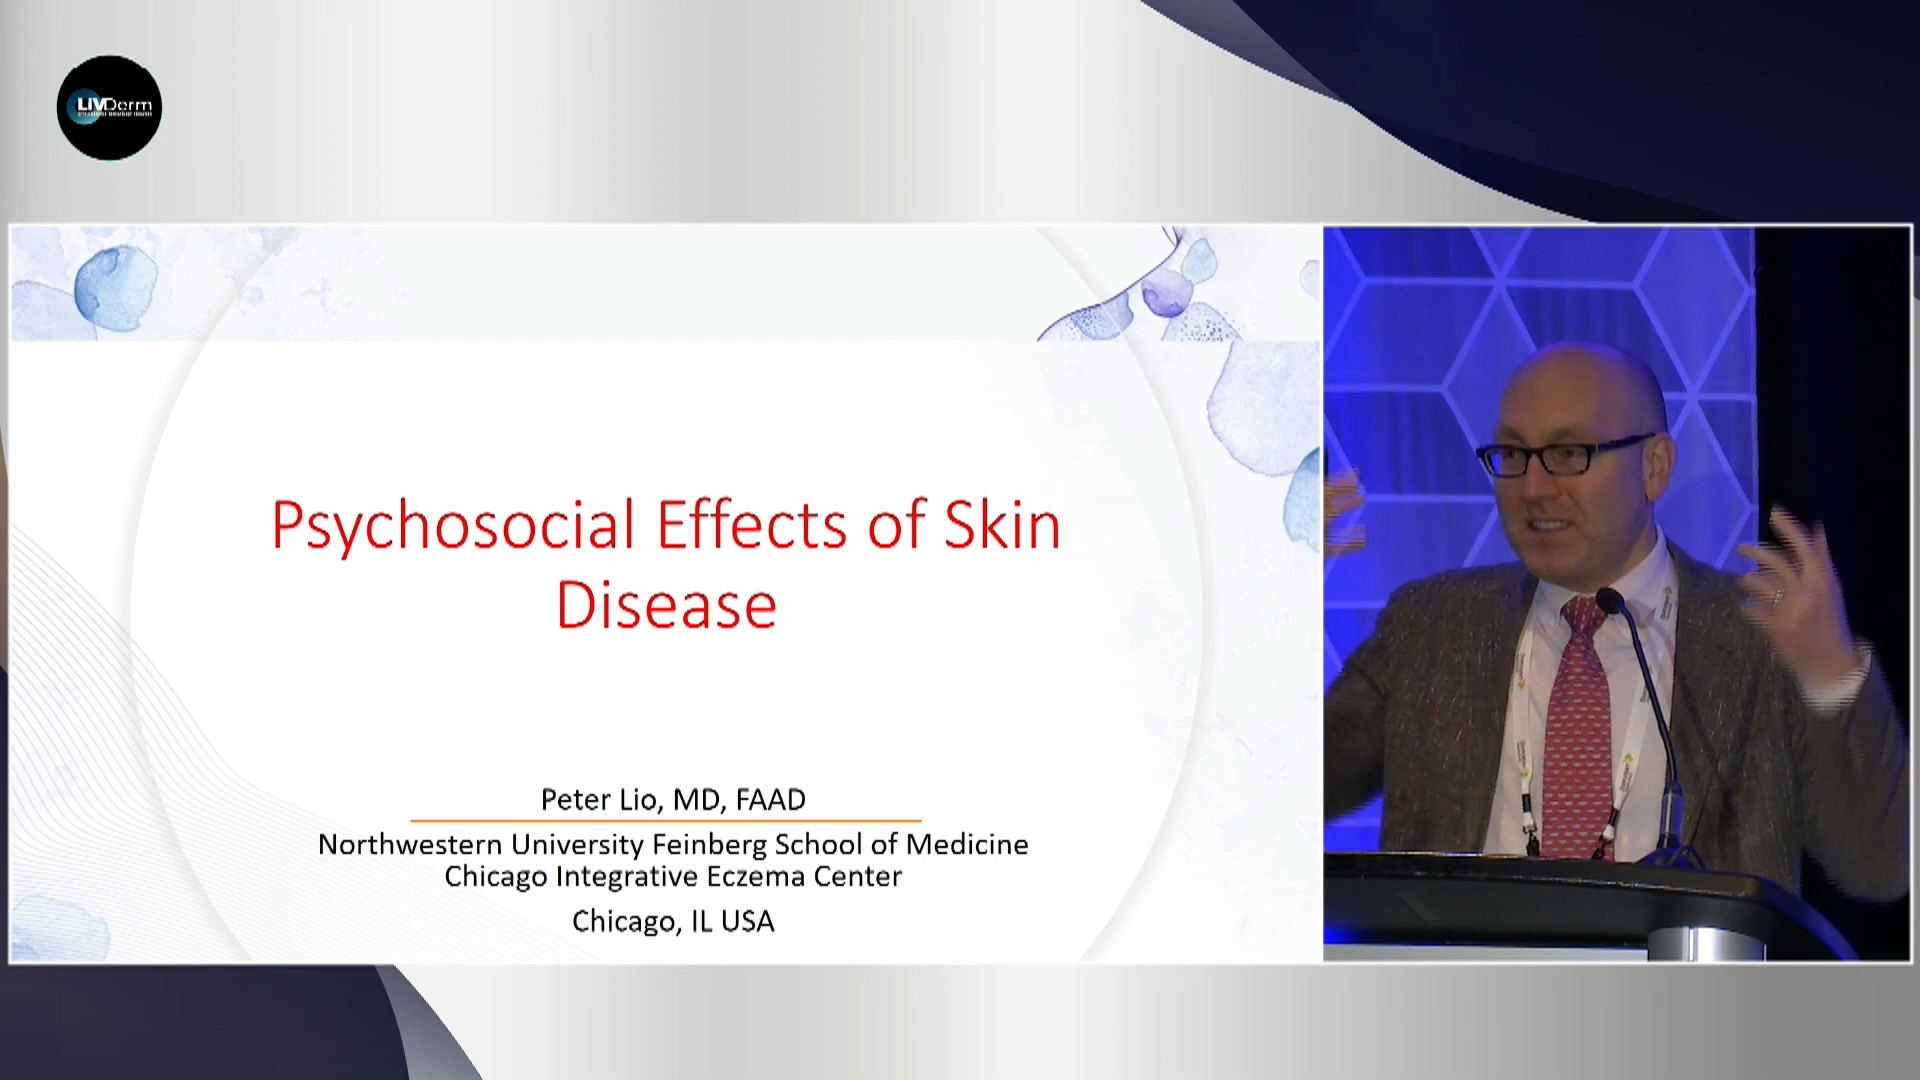 LIVDerm
Psychosocial Effects of Skin
Disease
Peter Lio, MD, FAAD
Northwestern University Feinberg School of Medicine
Chicago Integrative Eczema Center
Chicago, IL USA